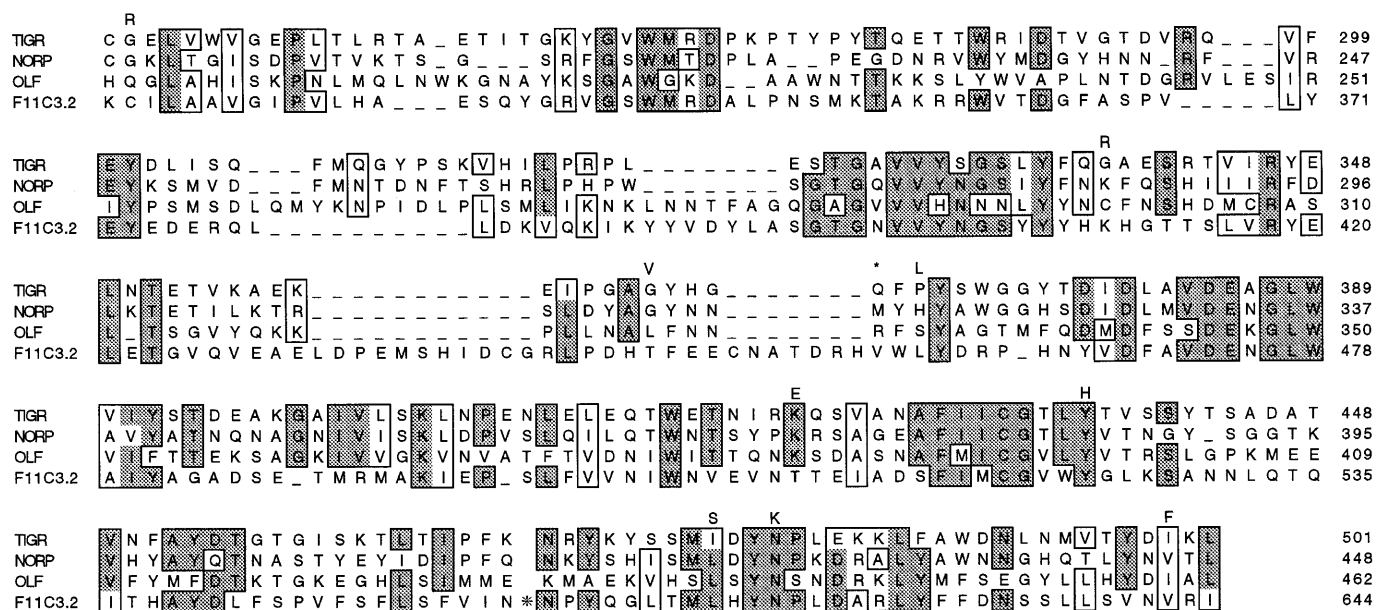 R
TIGR C G E L V W V G E P L T L R T A _ E T I T G K Y G V W M R D P K P T Y P Y T Q E T T W R I D T V G T D V R Q _ _ _ V F 299
NORP C G K L T G I S D P V T V K T S _ G _ _ S R F G S W M T D P L A _ _ P E G D N R V W Y M D G Y H N N _ R F _ _ _ V R 247
OLF H Q G L A H I S K P N L M Q L N W K G N A Y K S G A W G K D _ A A W N T T K K S L Y W V A P L N T D G R V L E S I R 251
F11C3.2 K C I L A A V G I P V L H A _ _ E S Q Y G R V G S W M R D A L P N S M K T A K R R W V T D G F A S P V _ _ _ _ _ L Y 371
R
TIGR E Y D L I S Q _ _ _ F M Q G Y P S K V H I L P R P L _ _ _ _ _ _ E S T G A V V Y S G S L Y F Q G A E S R T V I R Y E 348
NORP E Y K S M V D _ _ _ F M N T D N F T S H R L P H P W _ _ _ _ _ _ S G T G Q V V Y N G S I Y F N K F Q S H I I I R F D 296
OLF I Y P S M S D L Q M Y K N P I D L P L S M L I K N K L N N T F A G Q G A G V V V H N N N L Y Y N C F N S H D M C R A S 310
F11C3.2 E Y E D E R Q L _ _ _ _ _ _ _ _ _ _ L D K V Q K I K Y Y V D Y L A S G T G N V V Y N G S Y Y Y H K H G T T S L V R Y E 420
V * L
TIGR L N T E T V K A E K _ _ _ _ _ _ _ _ _ _ _ E I P G A G Y H G _ _ _ _ _ _ _ Q F P Y S W G G Y T D I D L A V D E A G L W 389
NORP L K T E T I L K T R _ _ _ _ _ _ _ _ _ _ _ S L D Y A G Y N N _ _ _ _ _ _ _ M Y H Y A W G G H S D I D L M V D E N G L W 337
OLF L _ T S G V Y Q K K _ _ _ _ _ _ _ _ _ _ _ P L L N A L F N N _ _ _ _ _ _ _ R F S Y A G T M F Q D M D F S S D E K G L W 350
F11C3.2 L E T G V Q V E A E L D P E M S H I D C G R L P D H T F E E C N A T D R H V W L Y D R P _ H N Y V D F A V D E N G L W 478
E H
TIGR V I Y S T D E A K G A I V L S K L N P E N L E L E Q T W E T N I R K Q S V A N A F I I C G T L Y T V S S Y T S A D A T 448
NORP A V Y A T N Q N A G N I V I S K L D P V S L Q I L Q T W N T S Y P K R S A G E A F I I C G T L Y V T N G Y _ S G G T K 395
OLF V I F T T E K S A G K I V V G K V N V A T F T V D N I W I T T Q N K S D A S N A F M I C G V L Y V T R S L G P K M E E 409
F11C3.2 A I Y A G A D S E _ T M R M A K I E P _ S L F V V N I W N V E V N T T E I A D S F I M C G V W Y G L K S A N N L Q T Q 535
S K F
TIGR V N F A Y D T G T G I S K T L T I P F K N R Y K Y S S M I D Y N P L E K K L F A W D N L N M V T Y D I K L 501
NORP V H Y A Y Q T N A S T Y E Y I D I P F Q N K Y S H I S M L D Y N P K D R A L Y A W N N G H Q T L Y N V T L 448
OLF V F Y M F D T K T G K E G H L S I M M E K M A E K V H S L S Y N S N D R K L Y M F S E G Y L L H Y D I A L 462
F11C3.2 I T H A Y D L F S P V F S F L S F V I N * N P Y Q G L T M L H Y N P L D A R L Y F F D N S S L L S V N V R I 644